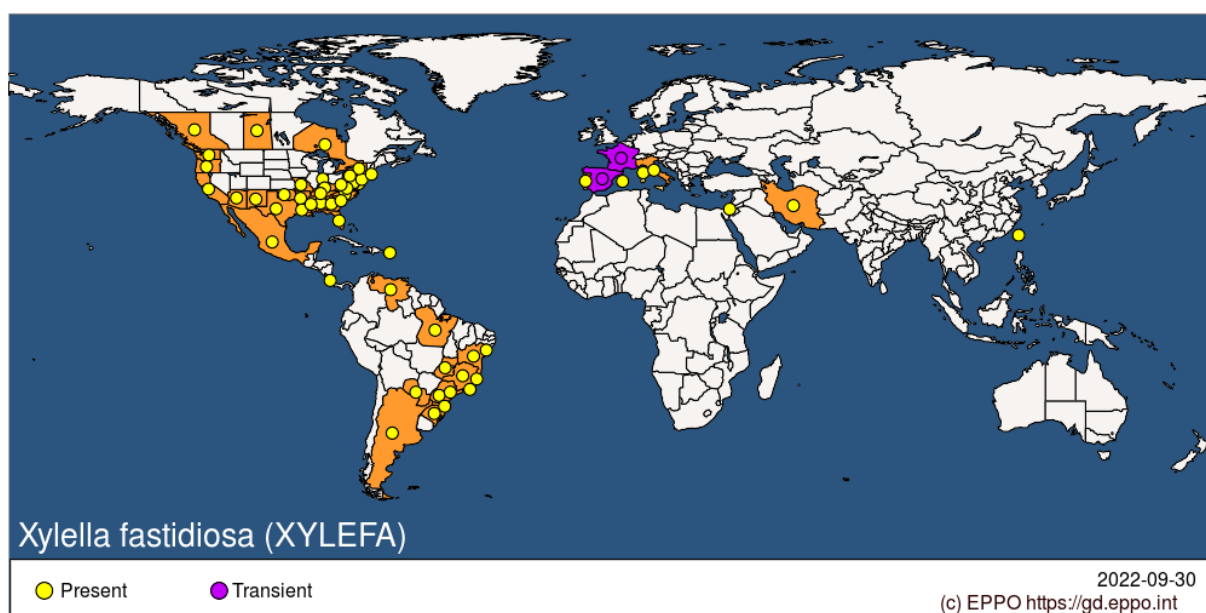 Xylella fastidiosa (XYLEFA)
Present
Transient
2022-09-30
(c) EPPO https://gd.eppo.int